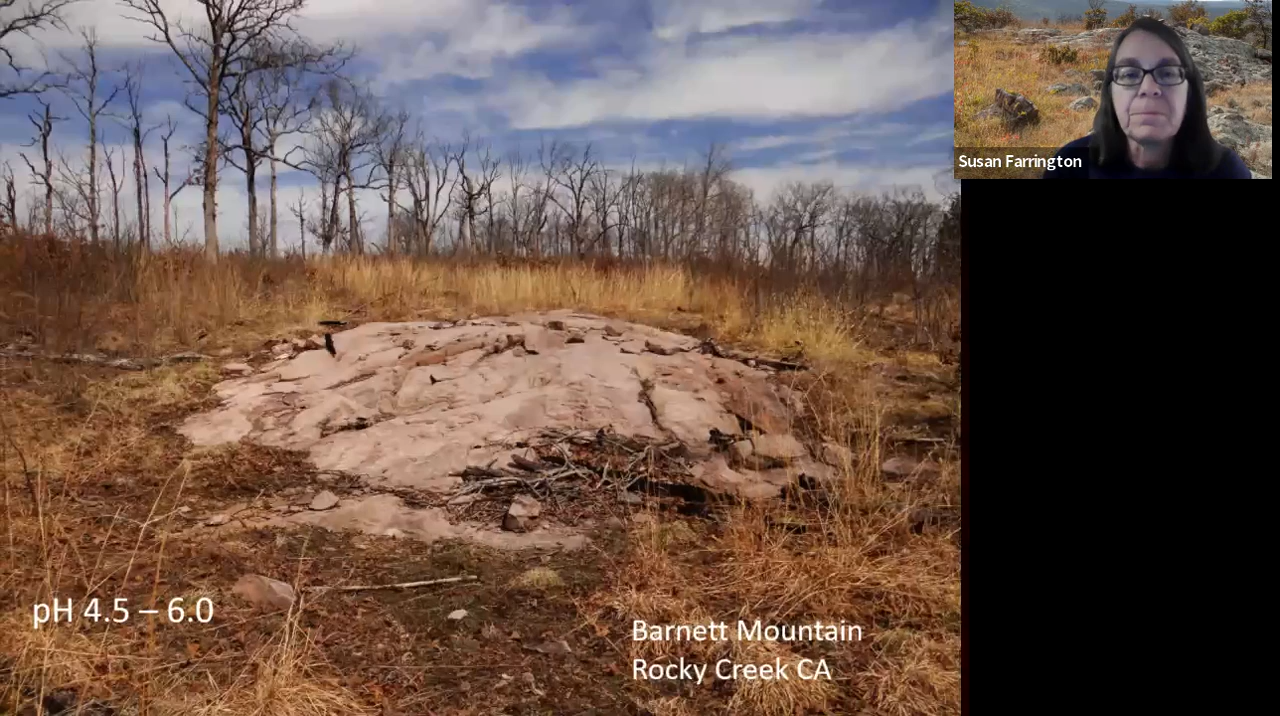 Susan Farrington
pH 4.5 – 6.0
Barnett Mountain
Rocky Creek CA